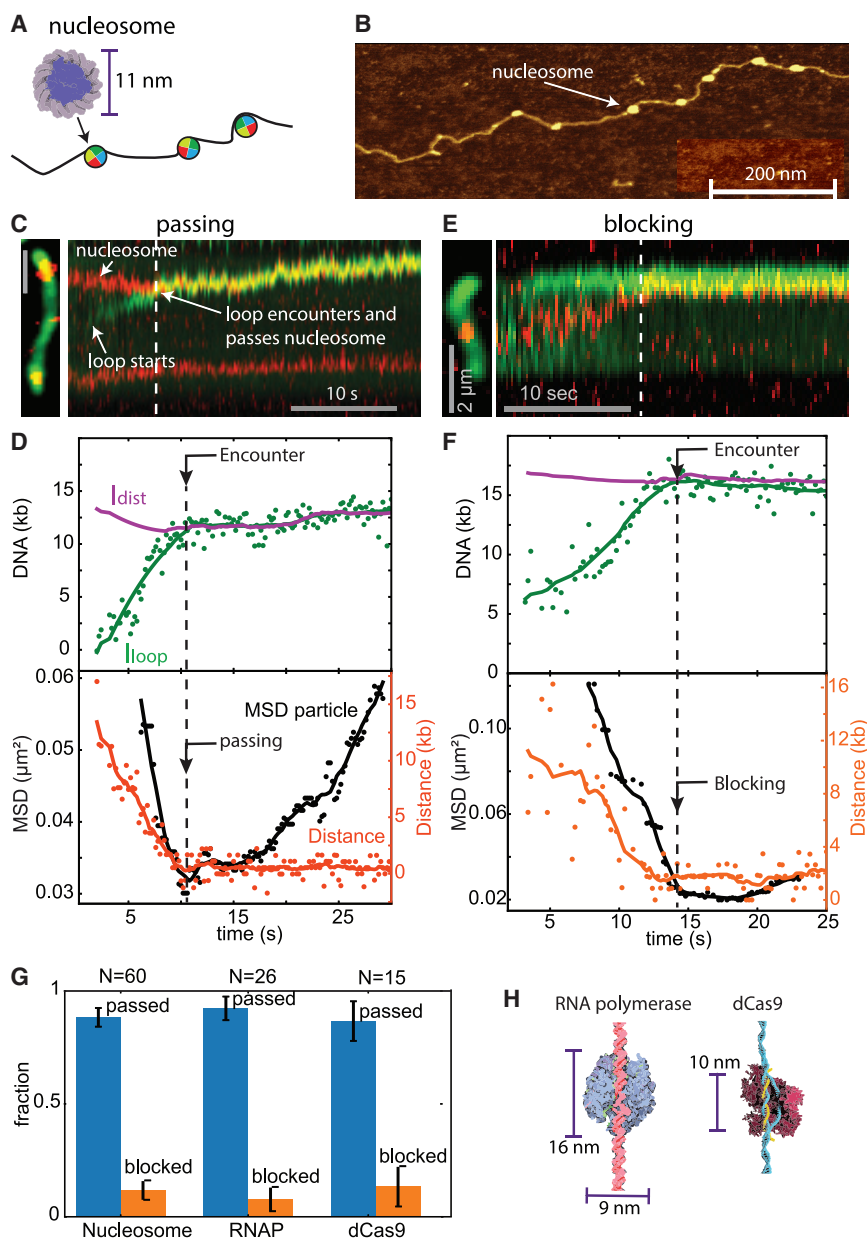 A
nucleosome
11 nm
B
nucleosome
200 nm
C
passing
nucleosome
loop encounters and
passes nucleosome
loop starts
10 s
E
blocking
2 μm
10 sec
D
Encounter
Idist
Iloop
DNA (kb)
15
10
5
0
passing
MSD particle
Distance
MSD (μm²)
0.06
0.05
0.04
0.03
Distance (kb)
15
10
5
0
5
15
25
time (s)
F
Encounter
DNA (kb)
15
10
5
0
Blocking
MSD (μm²)
0.10
0.06
0.02
Distance (kb)
16
12
8
4
0
5
10
15
20
25
time (s)
G
N=60
N=26
N=15
passed
passed
passed
blocked
blocked
blocked
fraction
1
0.5
0
Nucleosome
RNAP
dCas9
H
RNA polymerase
dCas9
16 nm
9 nm
10 nm